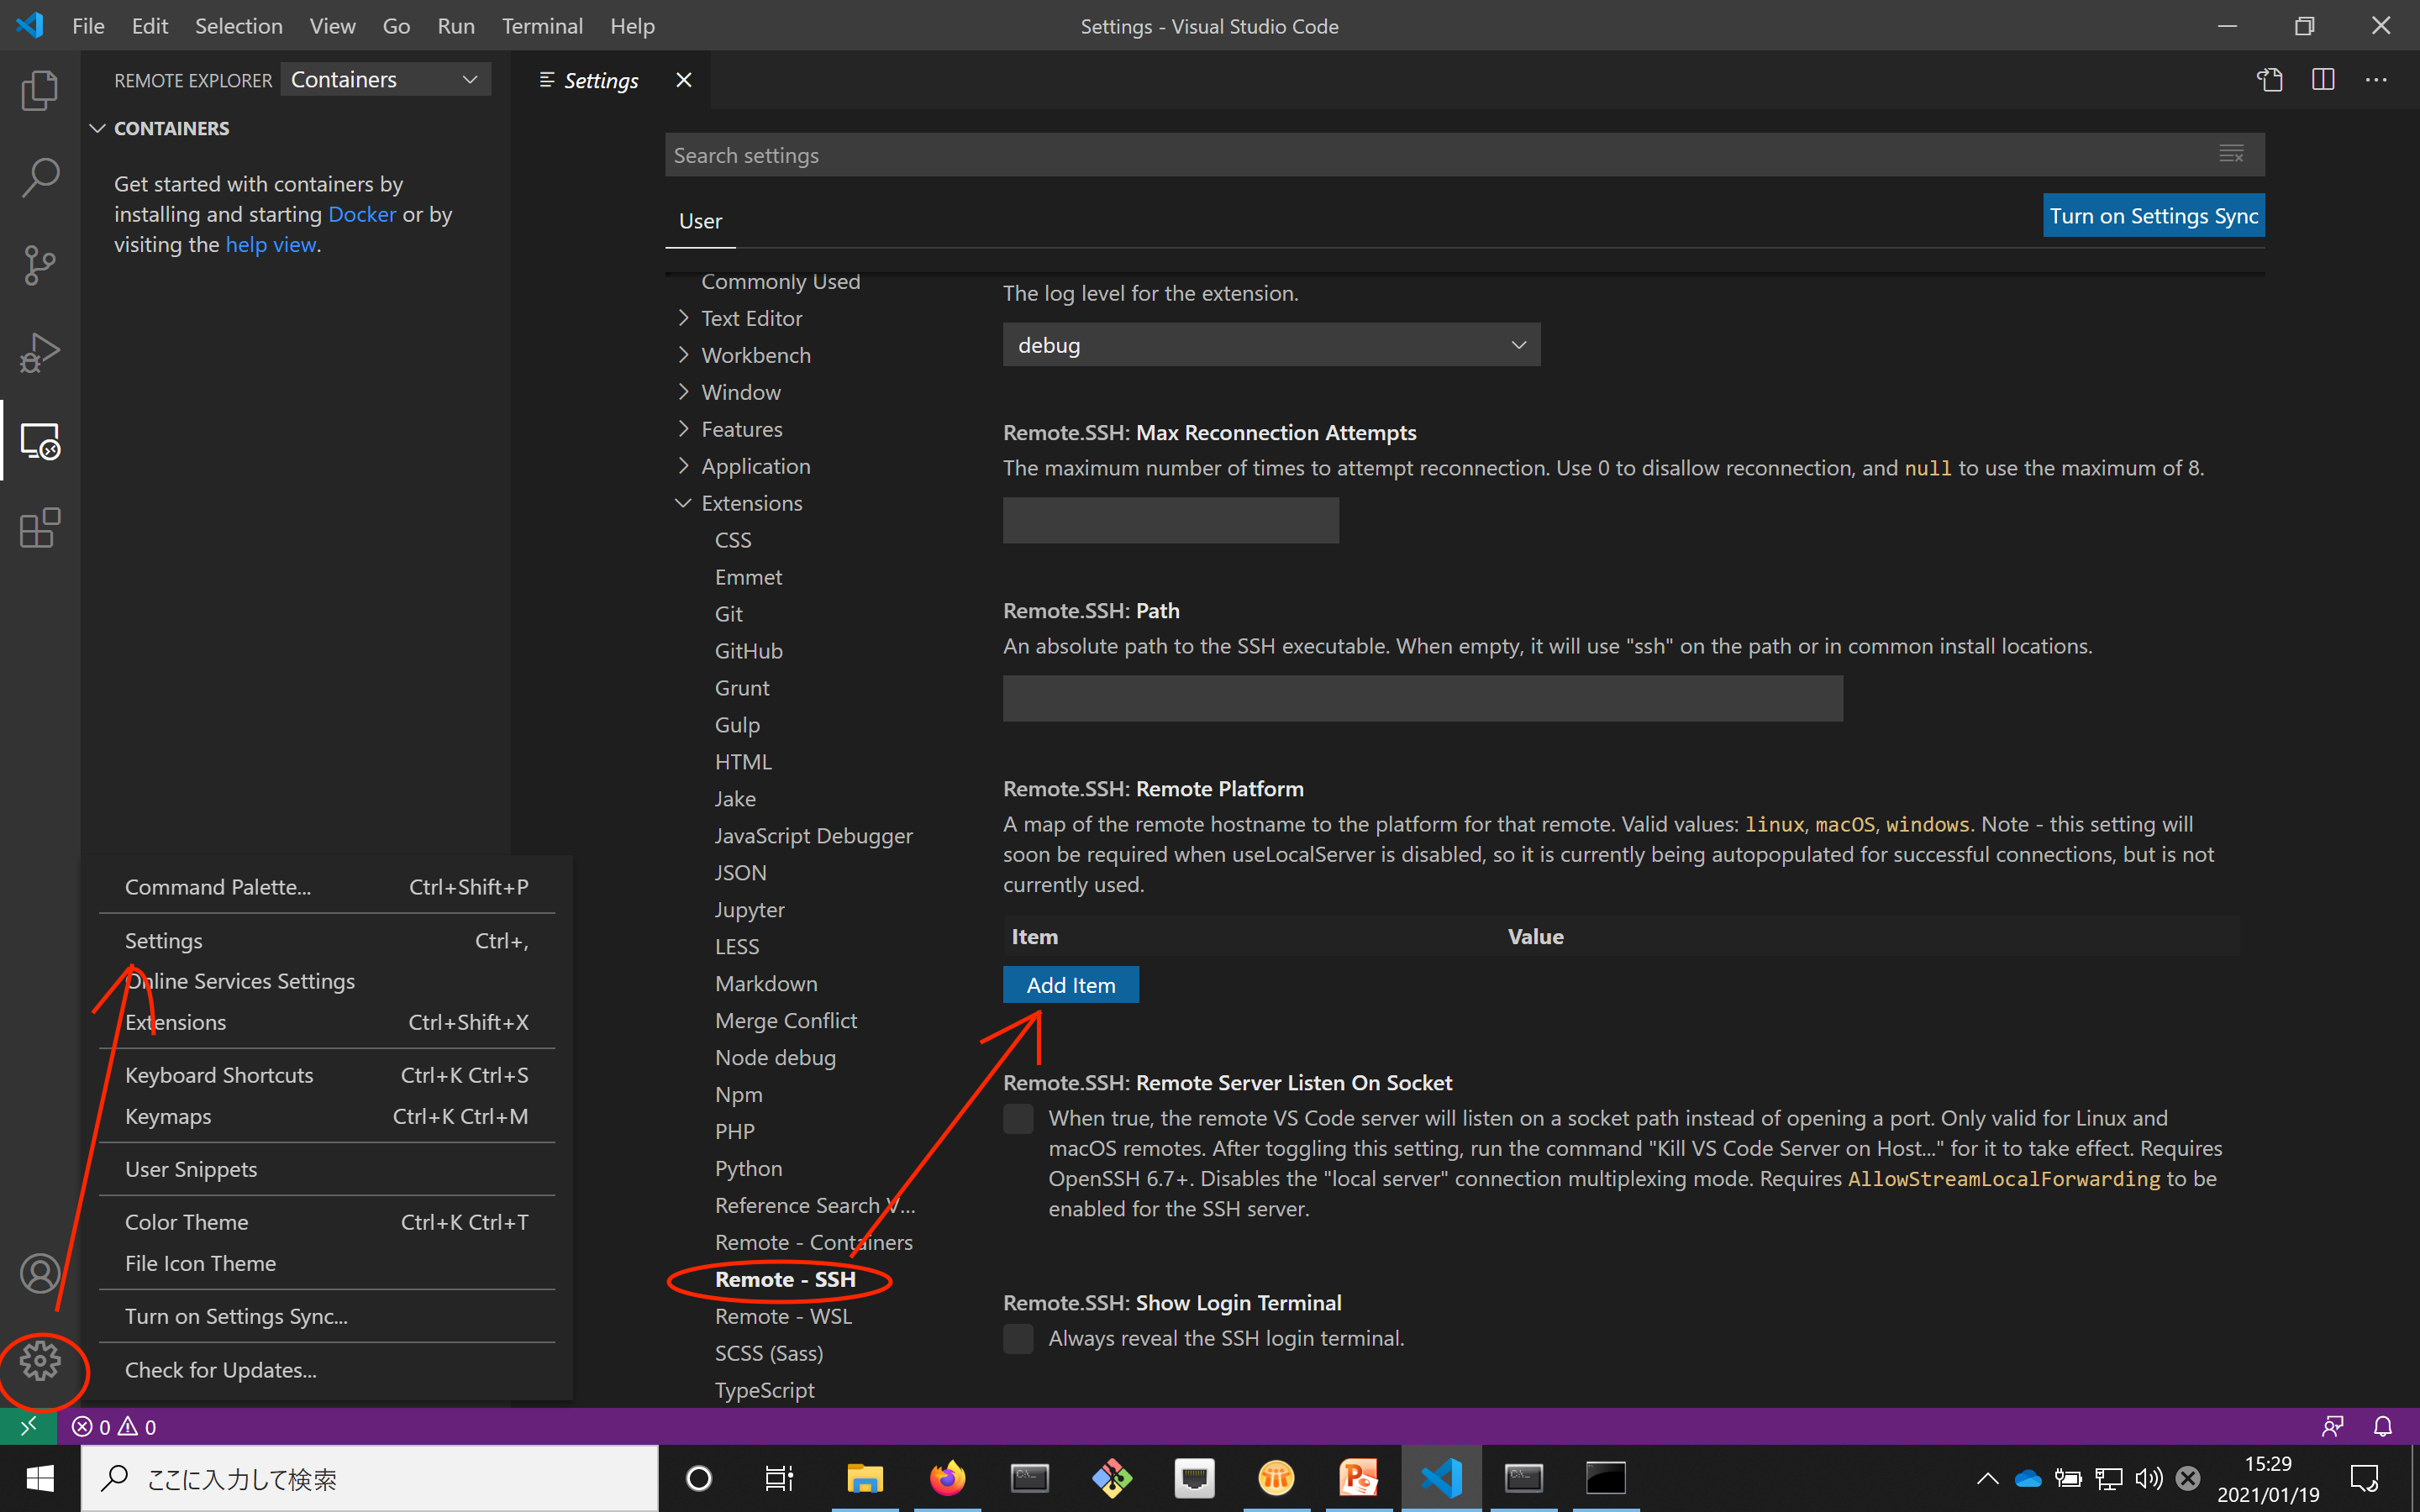 File Edit Selection View Go Run Terminal Help
Settings - Visual Studio Code
REMOTE EXPLORER Containers
Settings
CONTAINERS
Get started with containers by
installing and starting Docker or by
visiting the help view.
Search settings
User
Turn on Settings Sync
Commonly Used
Text Editor
Workbench
Window
Features
Application
Extensions
CSS
Emmet
Git
GitHub
Grunt
Gulp
HTML
Jake
JavaScript Debugger
JSON
Jupyter
LESS
Markdown
Merge Conflict
Node debug
Npm
PHP
Python
Reference Search V...
Remote - Containers
Remote - SSH
Remote - WSL
SCSS (Sass)
TypeScript
The log level for the extension.
debug
Remote.SSH: Max Reconnection Attempts
The maximum number of times to attempt reconnection. Use 0 to disallow reconnection, and null to use the maximum of 8.
Remote.SSH: Path
An absolute path to the SSH executable. When empty, it will use "ssh" on the path or in common install locations.
Remote.SSH: Remote Platform
A map of the remote hostname to the platform for that remote. Valid values: linux, macOS, windows. Note - this setting will
soon be required when useLocalServer is disabled, so it is currently being autopopulated for successful connections, but is not
currently used.
Item Value
Add Item
Remote.SSH: Remote Server Listen On Socket
When true, the remote VS Code server will listen on a socket path instead of opening a port. Only valid for Linux and
macOS remotes. After toggling this setting, run the command "Kill VS Code Server on Host..." for it to take effect. Requires
OpenSSH 6.7+. Disables the "local server" connection multiplexing mode. Requires AllowStreamLocalForwarding to be
enabled for the SSH server.
Remote.SSH: Show Login Terminal
Always reveal the SSH login terminal.
Command Palette... Ctrl+Shift+P
Settings Ctrl+,
Online Services Settings
Extensions Ctrl+Shift+X
Keyboard Shortcuts Ctrl+K Ctrl+S
Keymaps Ctrl+K Ctrl+M
User Snippets
Color Theme Ctrl+K Ctrl+T
File Icon Theme
Turn on Settings Sync...
Check for Updates...
0 0
ここに入力して検索
15:29
2021/01/19